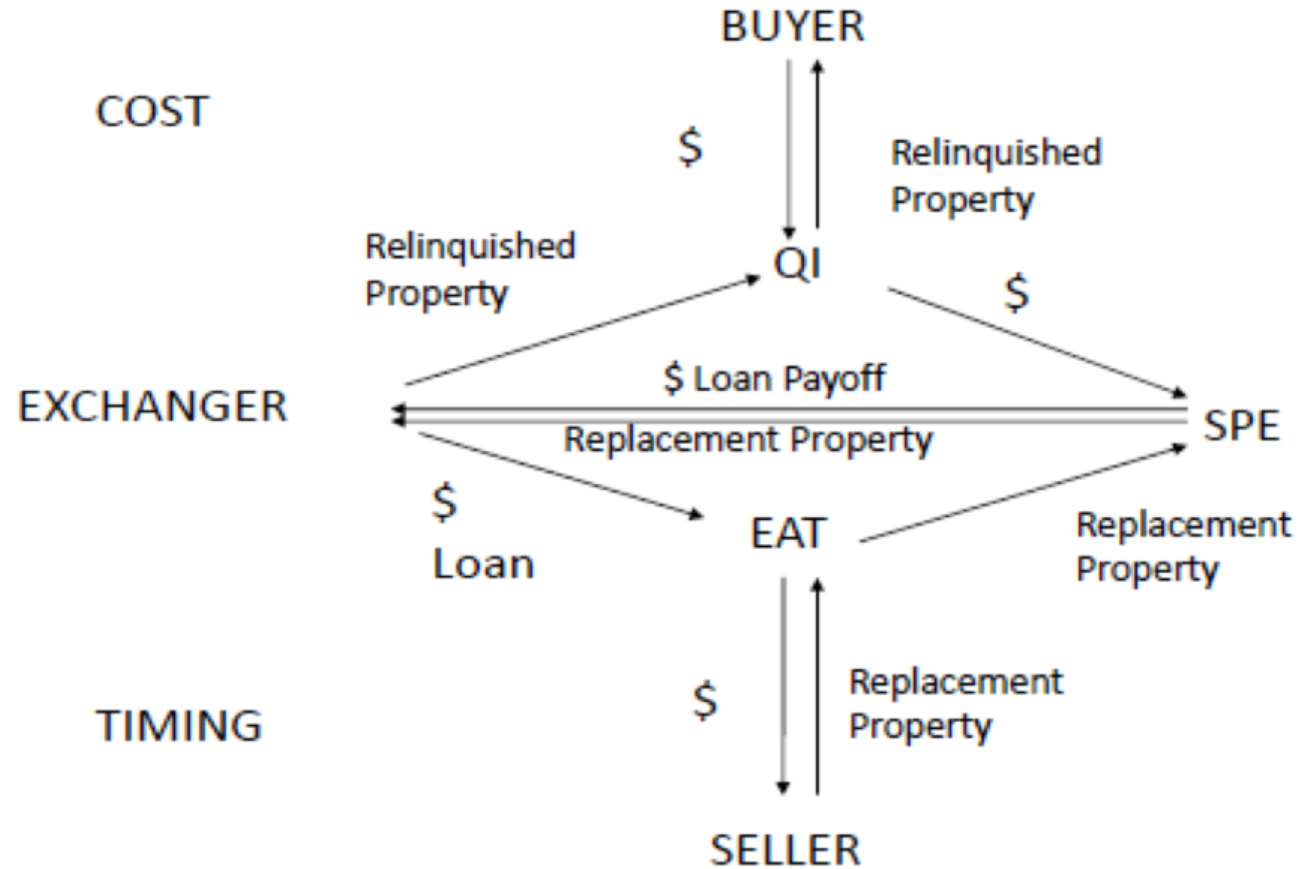 BUYER
COST
$
Relinquished
Property
Relinquished
Property
QI
$
$ Loan Payoff
EXCHANGER
SPE
Replacement Property
$
Loan
EAT
Replacement
Property
$
Replacement
Property
TIMING
SELLER